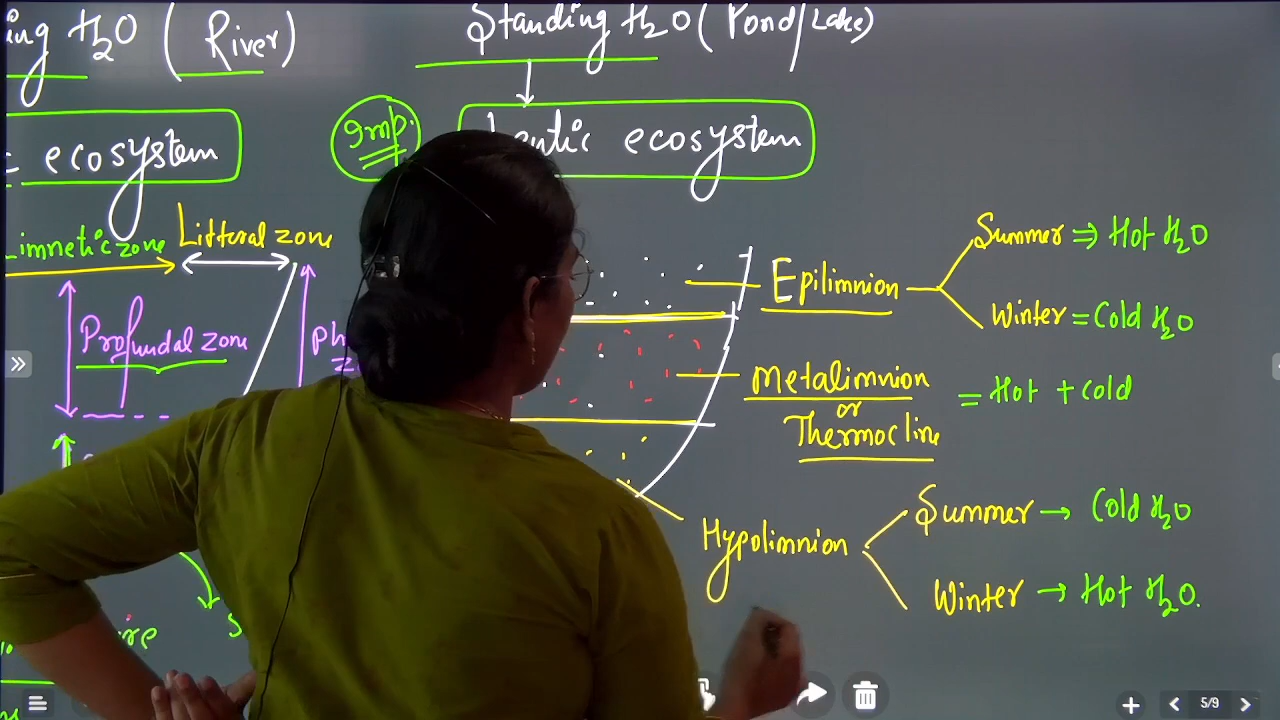 ing H2O (River)
Standing H2O (Pond/Lake)
Imp.
ecosystem
ecosystem
Limnetic zone
Littoral zone
Profundal zone
Epilimnion
Summer ⇒ Hot H2O
Winter = Cold H2O
Metalimnion
or
Thermocline
= Hot + cold
Hypolimnion
Summer → Cold H2O
Winter → Hot H2O.
5/9